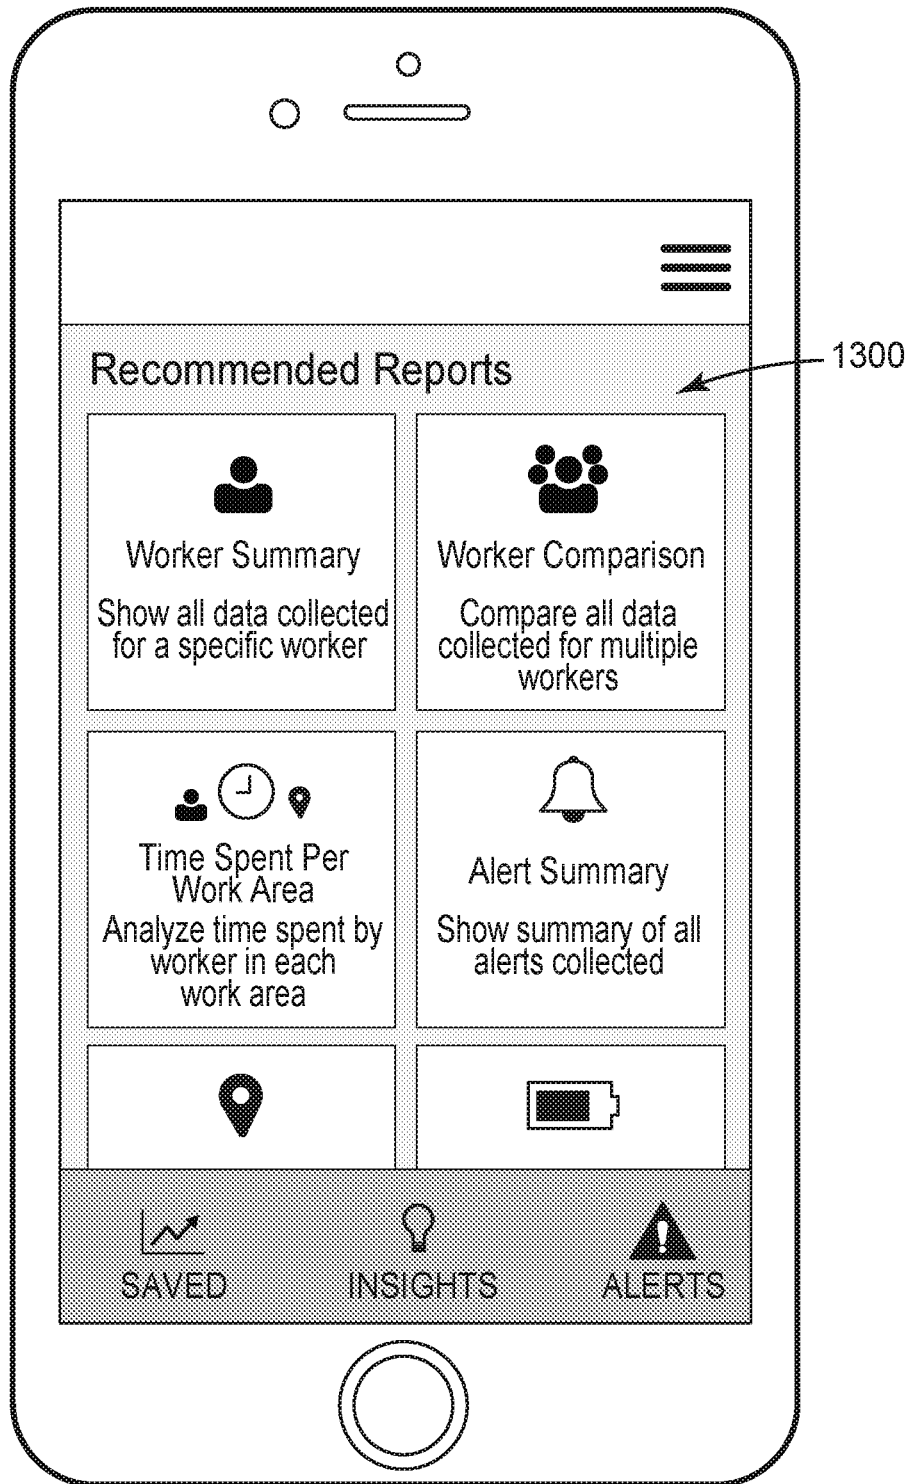 Recommended Reports
1300
Worker Summary
Show all data collected
for a specific worker
Worker Comparison
Compare all data
collected for multiple
workers
Time Spent Per
Work Area
Analyze time spent by
worker in each
work area
Alert Summary
Show summary of all
alerts collected
SAVED
INSIGHTS
ALERTS